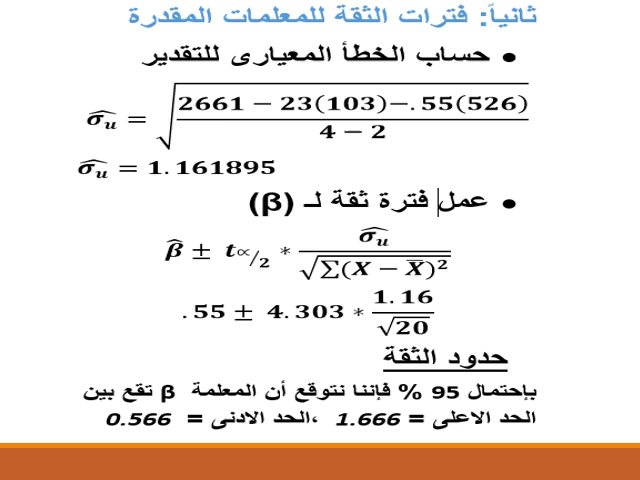 ثانياً: فترات الثقة للمعلمات المقدرة
• حساب الخطأ المعيارى للتقدير
σ̂ᵤ = √((2661 − 23(103)−.55(526))/(4 − 2))
σ̂ᵤ = 1.161895
• عمل فترة ثقة لـ (β)
β̂ ± t∝/2 * σ̂ᵤ/√(∑(X − X̄)²)
.55 ± 4.303 * 1.16/√20
حدود الثقة
بإحتمال 95 % فإننا نتوقع أن المعلمة β تقع بين
الحد الاعلى = 1.666 ،الحد الادنى = 0.566